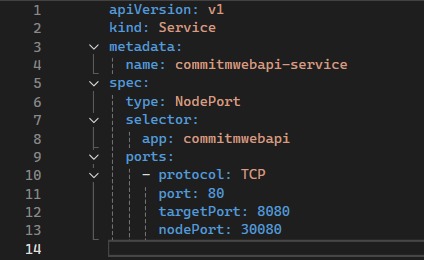 1 apiVersion: v1
2 kind: Service
3 metadata:
4   name: commitmwebapi-service
5 spec:
6   type: NodePort
7   selector:
8     app: commitmwebapi
9   ports:
10     - protocol: TCP
11       port: 80
12       targetPort: 8080
13       nodePort: 30080
14